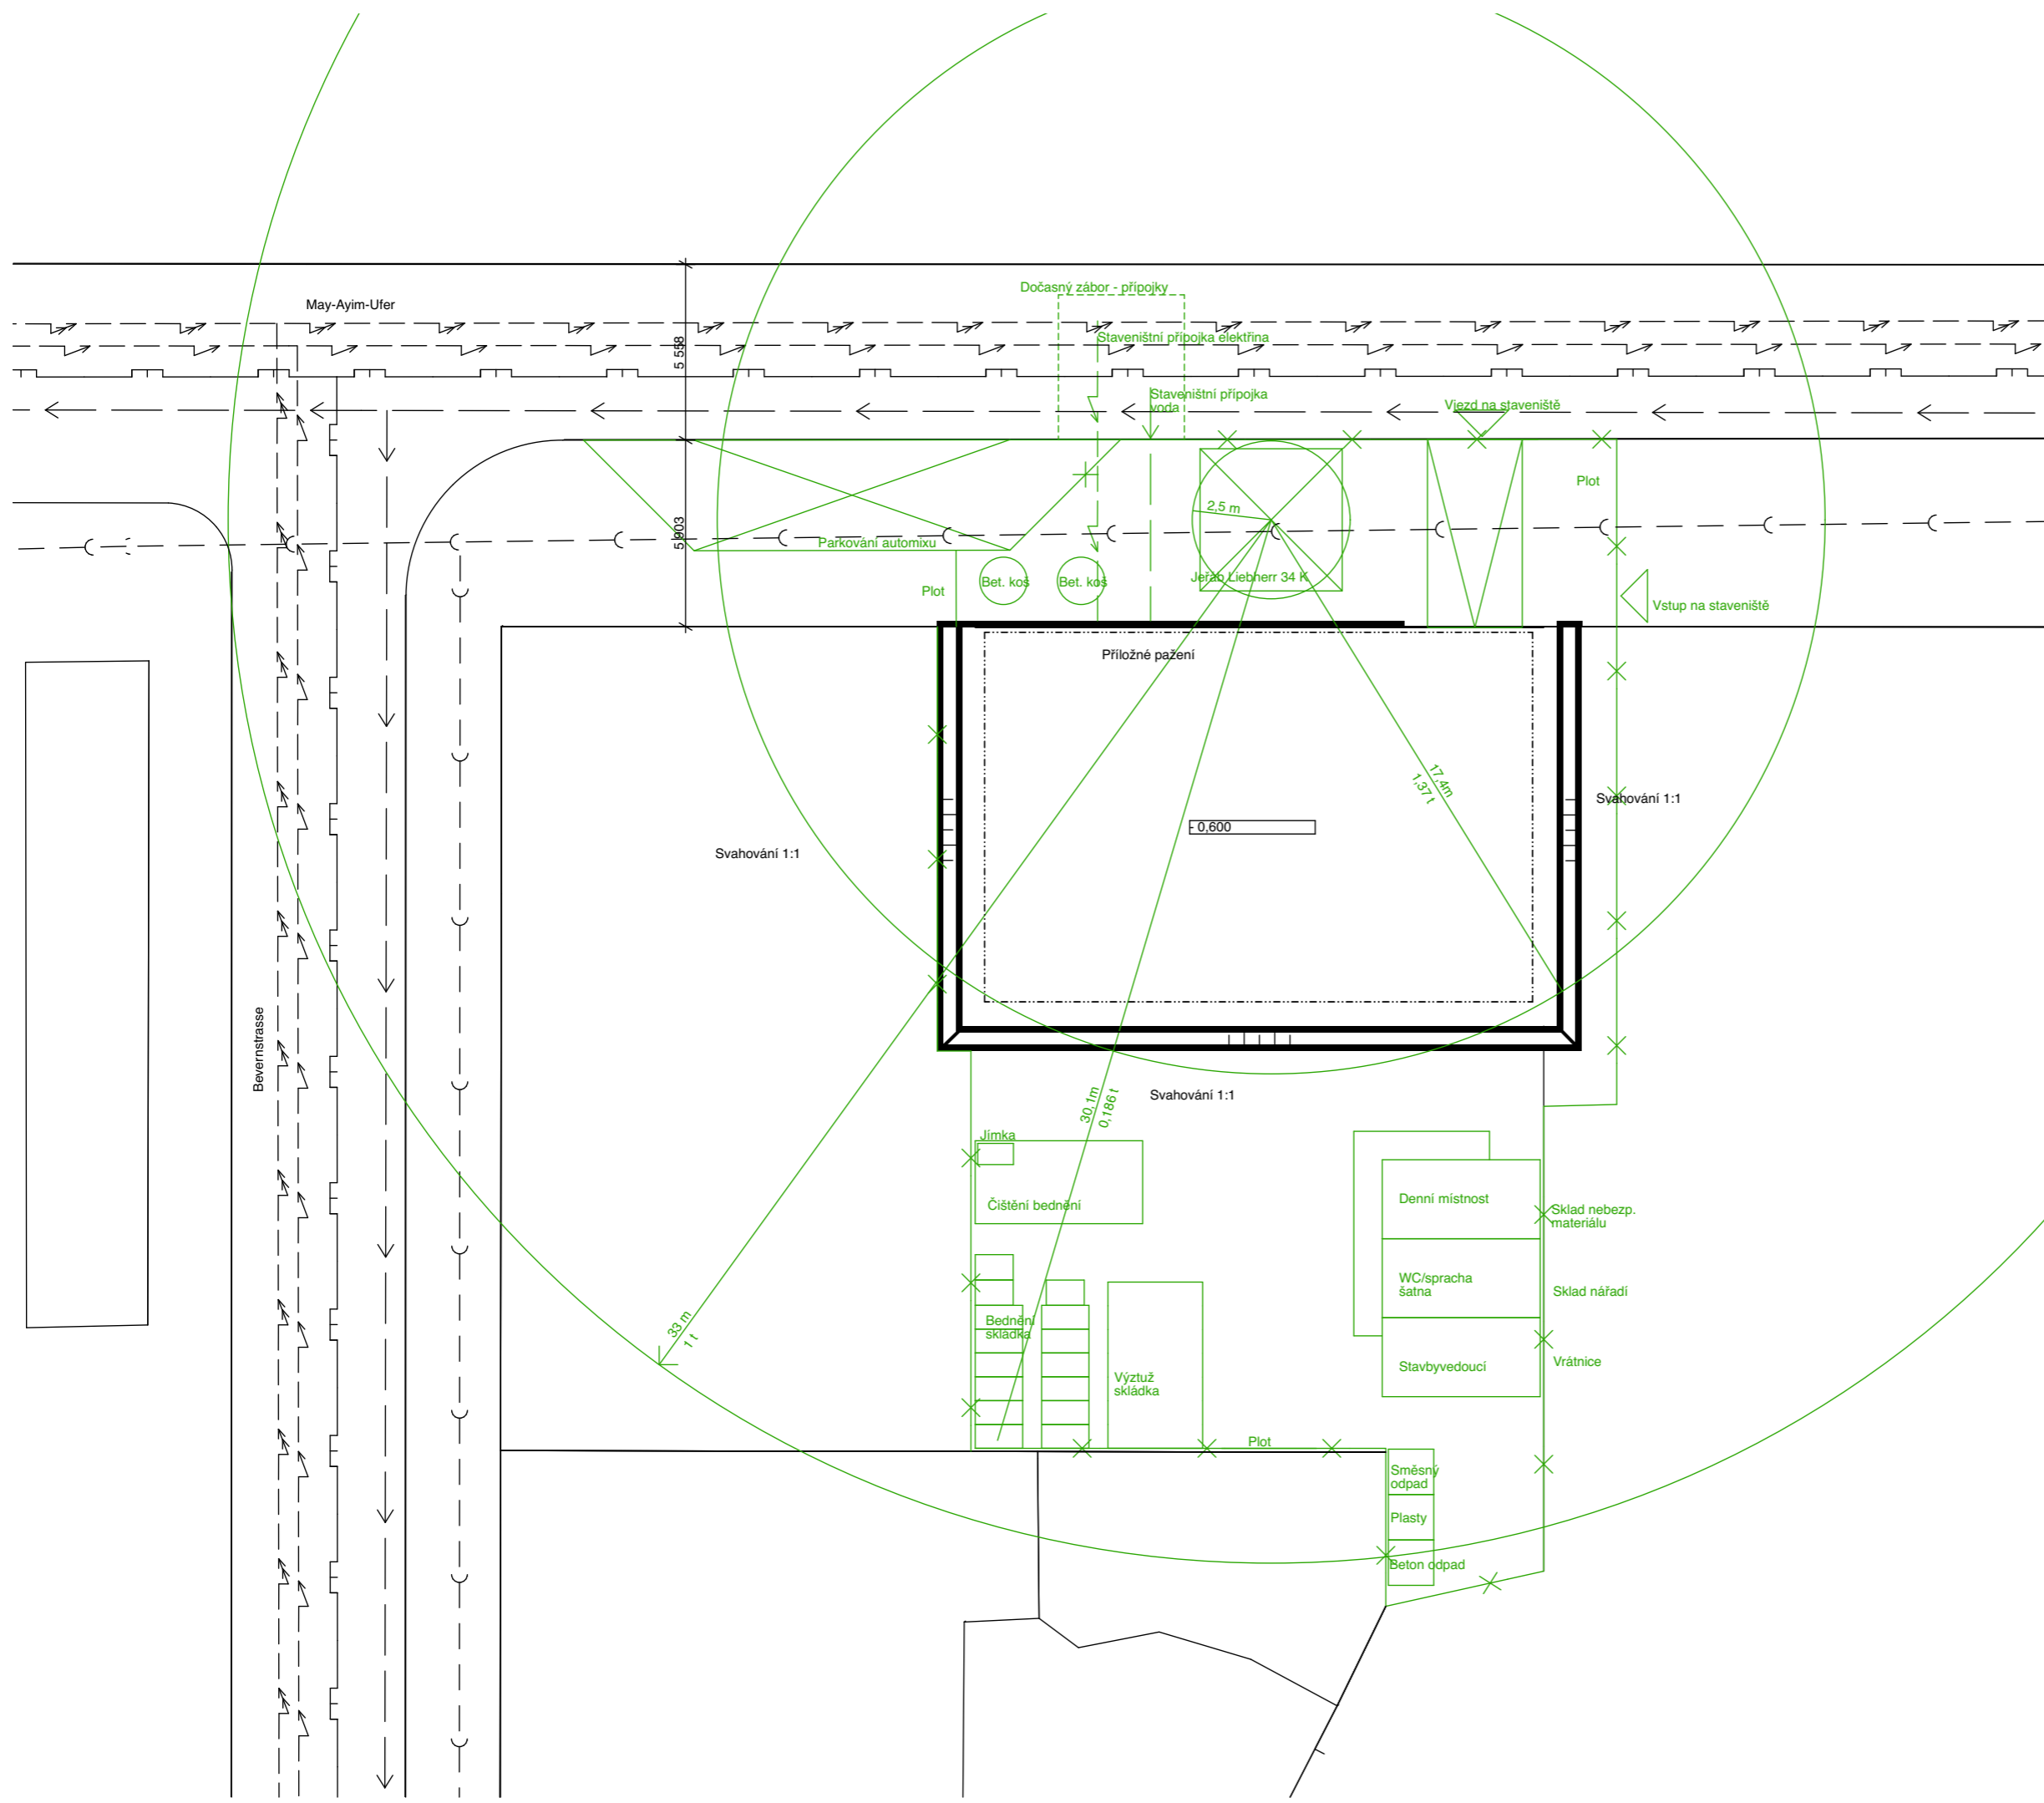 Dočasný zábor - přípojky
May-Ayim-Ufer
Staveništní přípojka elektřina
5 558
Staveništní přípojka
voda
Vjezd na staveniště
Plot
2,5 m
5 903
Parkování automixu
Jeřáb Liebherr 34 K
Bet. koš
Bet. koš
Plot
Vstup na staveniště
Příložné pažení
17,4m
1,37 t
Svahování 1:1
- 0,600
Svahování 1:1
Bevernstrasse
30,1m
0,186 t
Svahování 1:1
Jímka
Čištění bednění
Denní místnost
Sklad nebezp.
materiálu
WC/spracha
šatna
Sklad nářadí
Bednění
skládka
33 m
1 t
Stavbyvedoucí
Vrátnice
Výztuž
skládka
Plot
Směsný
odpad
Plasty
Beton odpad